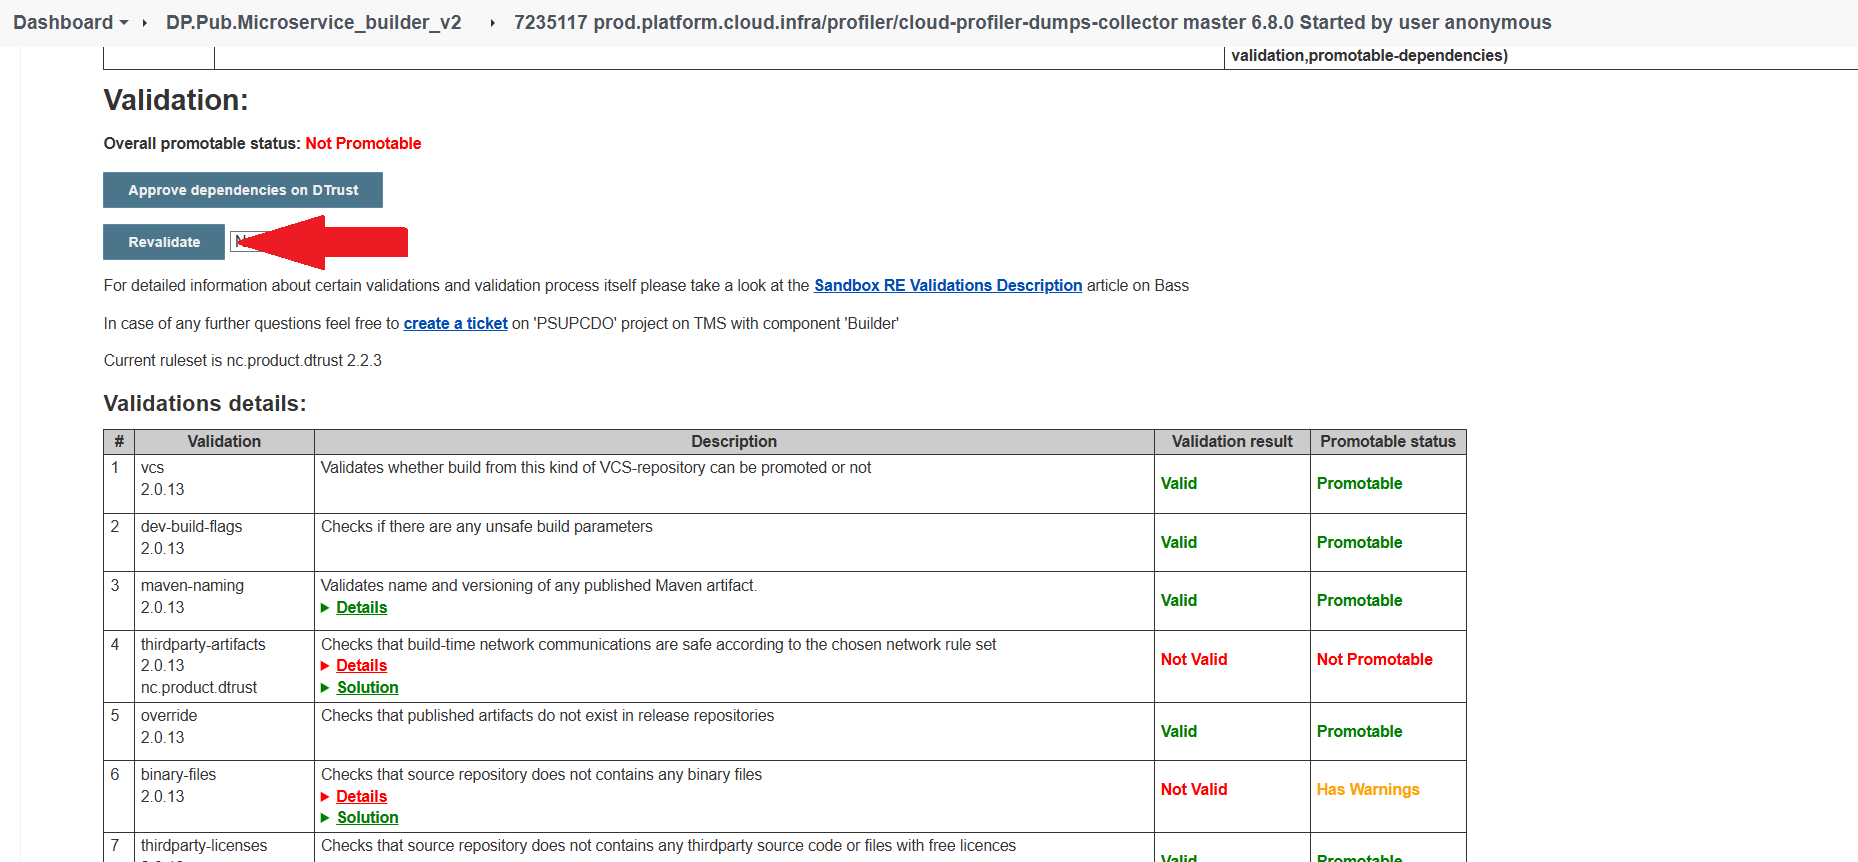 Dashboard DP.Pub.Microservice_builder_v2 7235117 prod.platform.cloud.infra/profiler/cloud-profiler-dumps-collector master 6.8.0 Started by user anonymous
validation,promotable-dependencies)
Validation:
Overall promotable status: Not Promotable
Approve dependencies on DTrust
Revalidate
For detailed information about certain validations and validation process itself please take a look at the Sandbox RE Validations Description article on Bass
In case of any further questions feel free to create a ticket on 'PSUPCDO' project on TMS with component 'Builder'
Current ruleset is nc.product.dtrust 2.2.3
Validations details:
# Validation Description Validation result Promotable status
1 vcs Validates whether build from this kind of VCS-repository can be promoted or not
2.0.13
Valid Promotable
2 dev-build-flags Checks if there are any unsafe build parameters
2.0.13
Valid Promotable
3 maven-naming Validates name and versioning of any published Maven artifact.
2.0.13 Details
Valid Promotable
4 thirdparty-artifacts Checks that build-time network communications are safe according to the chosen network rule set
2.0.13 Details
Not Valid Not Promotable
nc.product.dtrust Solution
5 override Checks that published artifacts do not exist in release repositories
2.0.13
Valid Promotable
6 binary-files Checks that source repository does not contains any binary files
2.0.13 Details
Not Valid Has Warnings
Solution
7 thirdparty-licenses Checks that source repository does not contains any thirdparty source code or files with free licences
Valid Promotable